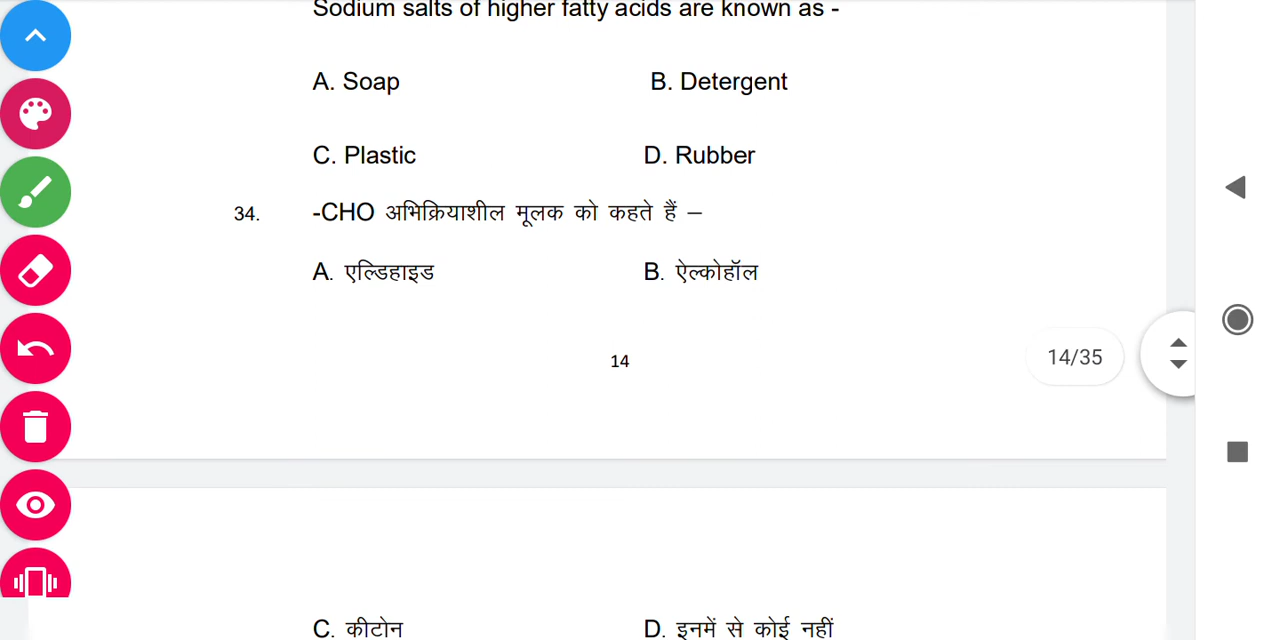 Sodium salts of higher fatty acids are known as -
A. Soap B. Detergent
C. Plastic D. Rubber
34. -CHO अभिक्रियाशील मूलक को कहते हैं –
A. एल्डिहाइड B. ऐल्कोहॉल
14
14/35
C. कीटोन D. इनमें से कोई नहीं